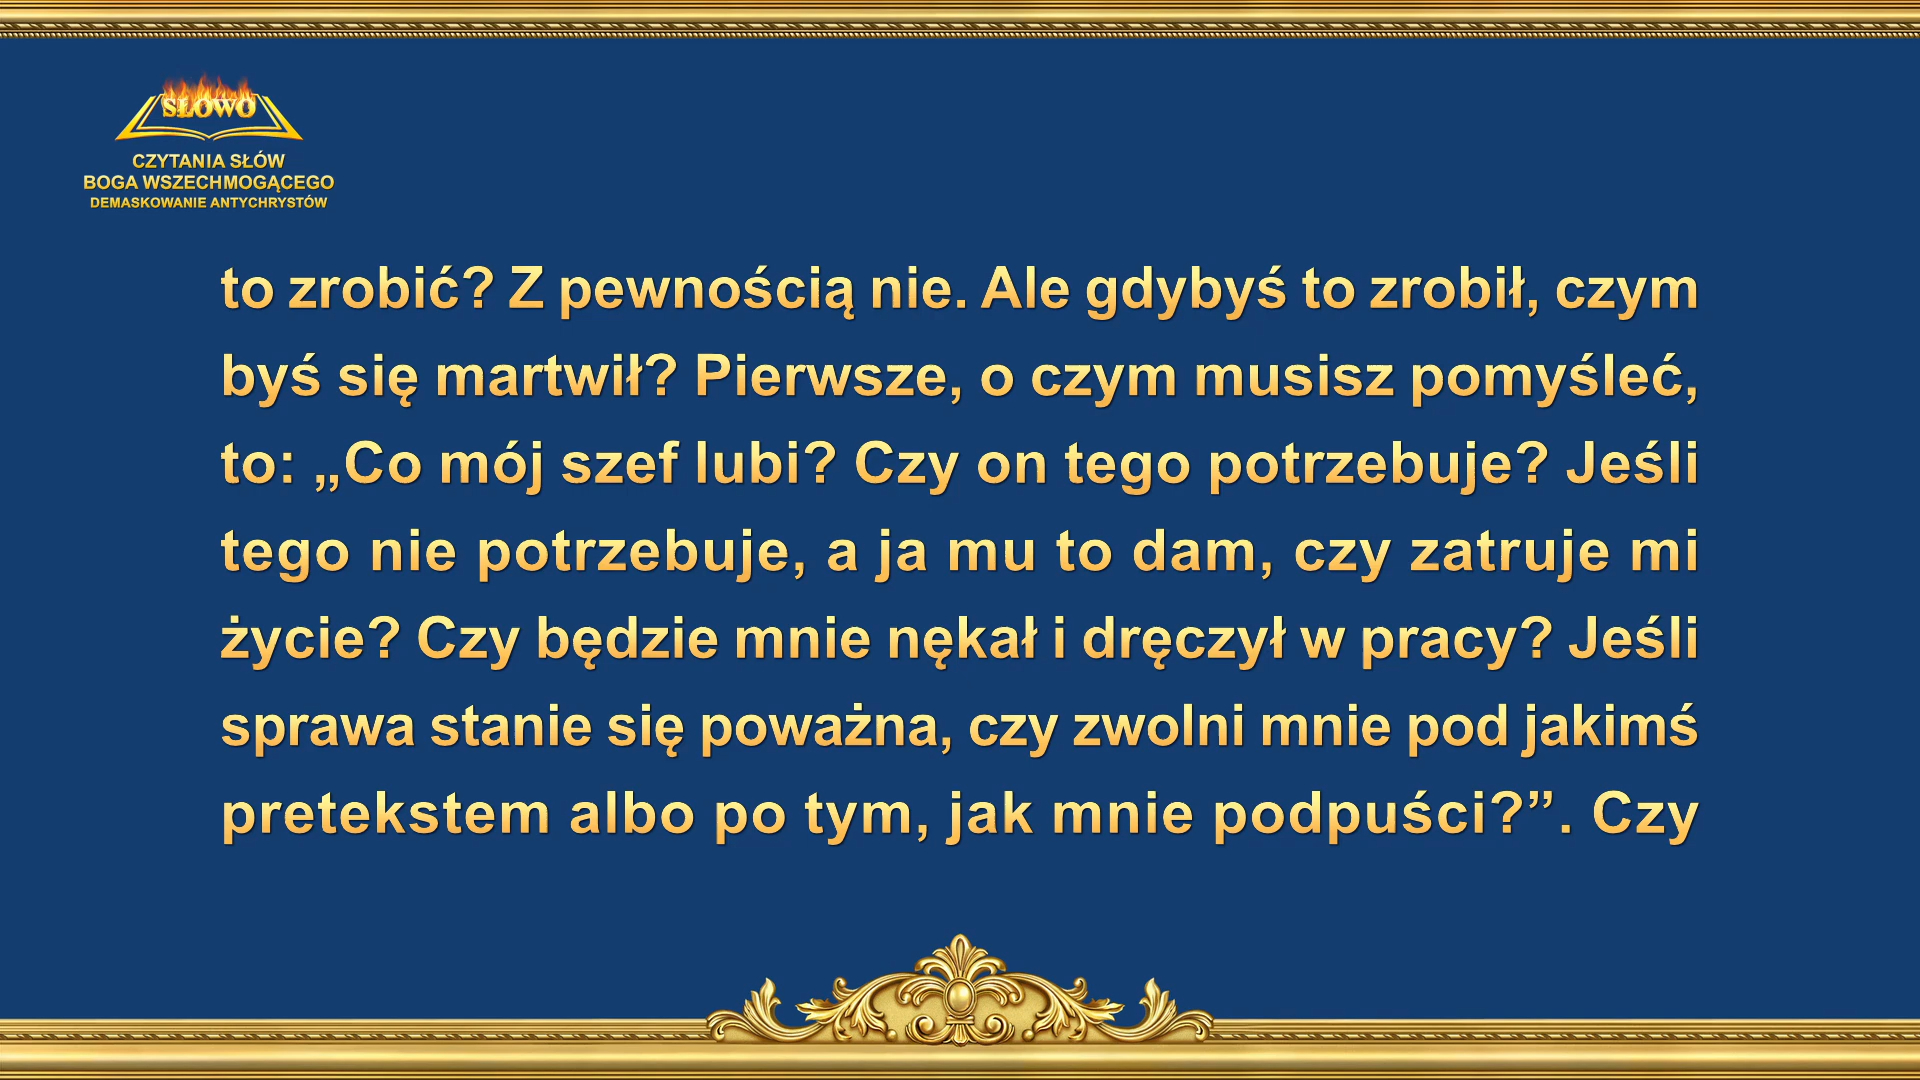 SŁOWO
CZYTANIA SŁÓW
BOGA WSZECHMOGĄCEGO
DEMASKOWANIE ANTYCHRYSTÓW
to zrobić? Z pewnością nie. Ale gdybyś to zrobił, czym
byś się martwił? Pierwsze, o czym musisz pomyśleć,
to: „Co mój szef lubi? Czy on tego potrzebuje? Jeśli
tego nie potrzebuje, a ja mu to dam, czy zatruje mi
życie? Czy będzie mnie nękał i dręczył w pracy? Jeśli
sprawa stanie się poważna, czy zwolni mnie pod jakimś
pretekstem albo po tym, jak mnie podpuści?”. Czy